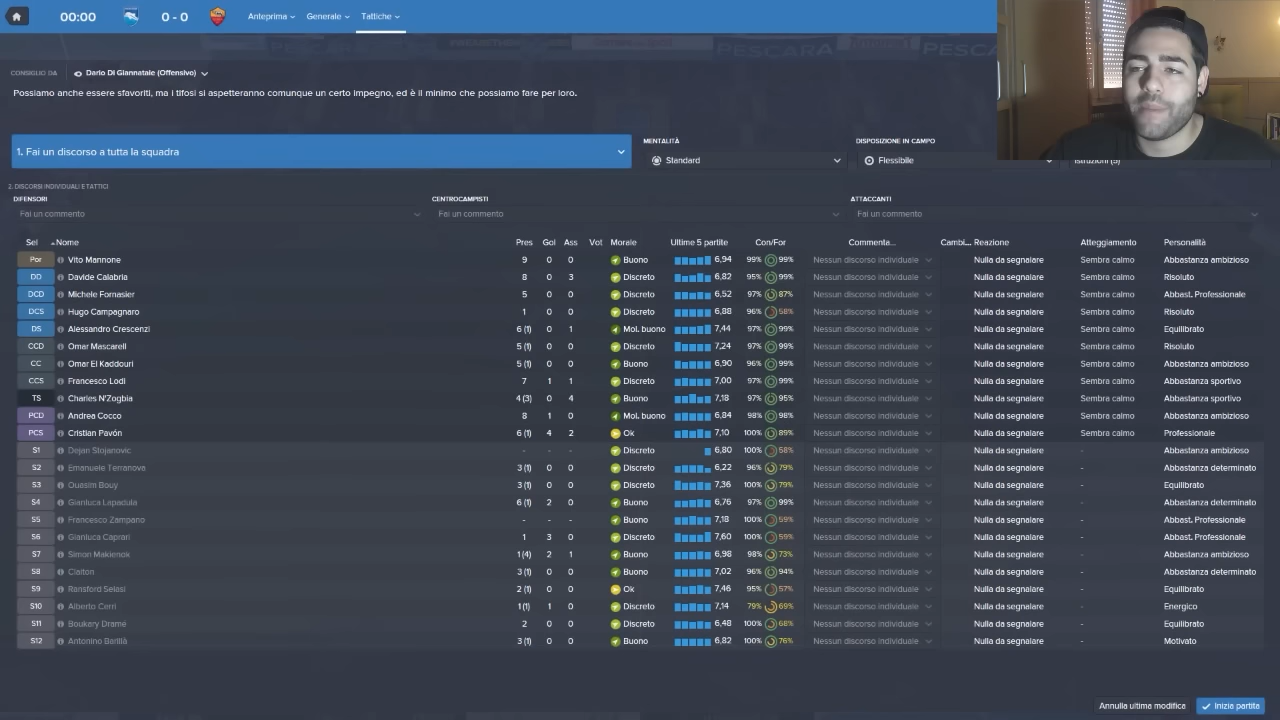 00:00 0 - 0 Anteprima Generale Tattiche
PESCARA PESCARA
CONSIGLIO DA Dario Di Giannatale (Offensivo)
Possiamo anche essere sfavoriti, ma i tifosi si aspetteranno comunque un certo impegno, ed è il minimo che possiamo fare per loro.
MENTALITÀ DISPOSIZIONE IN CAMPO
1. Fai un discorso a tutta la squadra Standard Flessibile Istruzioni (5)
2. DISCORSI INDIVIDUALI E TATTICI
DIFENSORI CENTROCAMPISTI ATTACCANTI
Fai un commento Fai un commento Fai un commento
Sel Nome Pres Gol Ass Vot Morale Ultime 5 partite Con/For Commenta... Cambi... Reazione Atteggiamento Personalità
Por Vito Mannone 9 0 0 Buono 6,94 99% 99% Nessun discorso individuale Nulla da segnalare Sembra calmo Abbastanza ambizioso
DD Davide Calabria 8 0 3 Discreto 6,82 95% 99% Nessun discorso individuale Nulla da segnalare Sembra calmo Risoluto
DCD Michele Fornasier 5 0 0 Discreto 6,52 97% 87% Nessun discorso individuale Nulla da segnalare Sembra calmo Abbast. Professionale
DCS Hugo Campagnaro 1 0 0 Discreto 6,88 96% 58% Nessun discorso individuale Nulla da segnalare Sembra calmo Risoluto
DS Alessandro Crescenzi 6 (1) 0 1 Mol. buono 7,44 97% 99% Nessun discorso individuale Nulla da segnalare Sembra calmo Equilibrato
CCD Omar Mascarell 5 (1) 0 0 Discreto 7,24 97% 99% Nessun discorso individuale Nulla da segnalare Sembra calmo Risoluto
CC Omar El Kaddouri 5 (1) 0 0 Buono 6,90 96% 99% Nessun discorso individuale Nulla da segnalare Sembra calmo Abbastanza ambizioso
CCS Francesco Lodi 7 1 1 Discreto 7,00 97% 99% Nessun discorso individuale Nulla da segnalare Sembra calmo Abbastanza sportivo
TS Charles N'Zogbia 4 (3) 0 4 Buono 7,18 97% 95% Nessun discorso individuale Nulla da segnalare Sembra calmo Abbastanza sportivo
PCD Andrea Cocco 8 1 0 Mol. buono 6,84 98% 98% Nessun discorso individuale Nulla da segnalare Sembra calmo Abbastanza ambizioso
PCS Cristian Pavón 6 (1) 4 2 Ok 7,10 100% 89% Nessun discorso individuale Nulla da segnalare Sembra calmo Professionale
S1 Dejan Stojanovic - - - Discreto 6,80 100% 58% Nessun discorso individuale Nulla da segnalare - Abbastanza ambizioso
S2 Emanuele Terranova 3 (1) 0 0 Discreto 6,22 96% 79% Nessun discorso individuale Nulla da segnalare - Abbastanza determinato
S3 Ouasim Bouy 3 (1) 0 0 Discreto 7,36 100% 79% Nessun discorso individuale Nulla da segnalare - Equilibrato
S4 Gianluca Lapadula 6 (1) 2 0 Buono 6,76 97% 99% Nessun discorso individuale Nulla da segnalare - Abbastanza determinato
S5 Francesco Zampano - - - Buono 7,18 100% 59% Nessun discorso individuale Nulla da segnalare - Abbast. Professionale
S6 Gianluca Caprari 1 3 0 Discreto 7,60 100% 59% Nessun discorso individuale Nulla da segnalare - Abbast. Professionale
S7 Simon Makienok 1 (4) 2 1 Buono 6,98 98% 73% Nessun discorso individuale Nulla da segnalare - Abbastanza ambizioso
S8 Claiton 3 (1) 0 0 Buono 7,02 96% 94% Nessun discorso individuale Nulla da segnalare - Abbastanza determinato
S9 Ransford Selasi 2 (1) 0 0 Ok 7,46 95% 57% Nessun discorso individuale Nulla da segnalare - Equilibrato
S10 Alberto Cerri 1 (1) 1 0 Discreto 7,14 79% 69% Nessun discorso individuale Nulla da segnalare - Energico
S11 Boukary Dramé 2 0 0 Discreto 6,48 100% 68% Nessun discorso individuale Nulla da segnalare - Equilibrato
S12 Antonino Barillà 3 (1) 0 0 Buono 6,82 100% 76% Nessun discorso individuale Nulla da segnalare - Motivato
Annulla ultima modifica Inizia partita